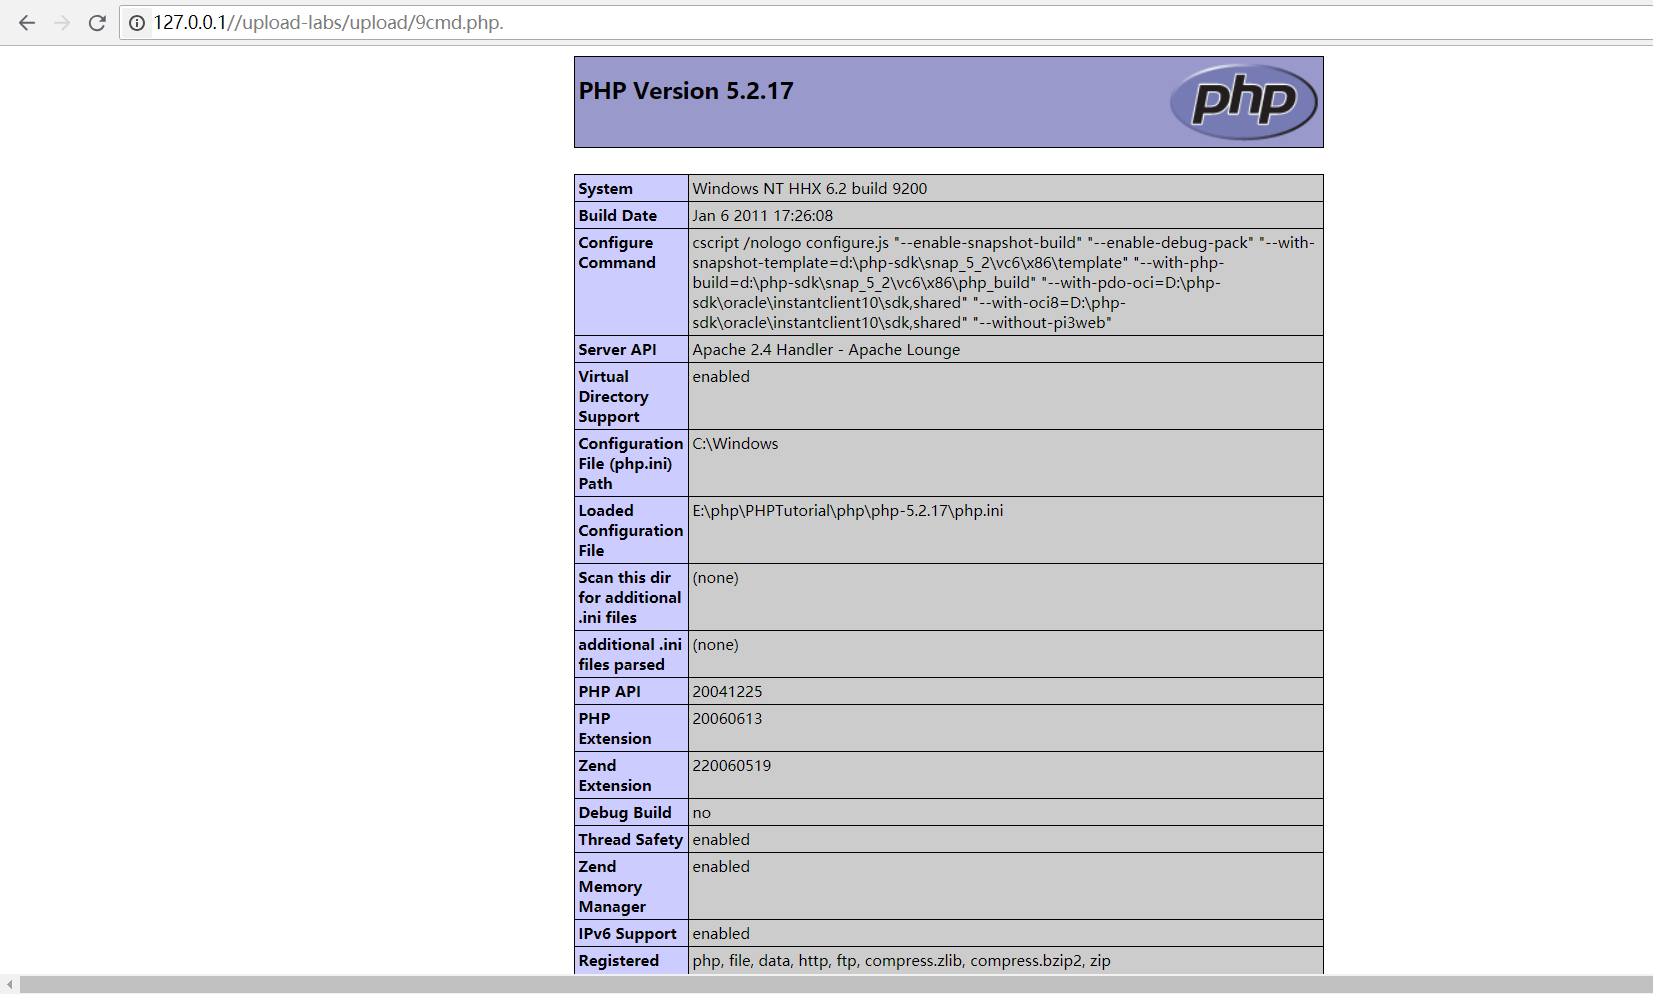 127.0.0.1//upload-labs/upload/9cmd.php.
PHP Version 5.2.17
php
System
Windows NT HHX 6.2 build 9200
Build Date
Jan 6 2011 17:26:08
Configure
Command
cscript /nologo configure.js "--enable-snapshot-build" "--enable-debug-pack" "--with-
snapshot-template=d:\php-sdk\snap_5_2\vc6\x86\template" "--with-php-
build=d:\php-sdk\snap_5_2\vc6\x86\php_build" "--with-pdo-oci=D:\php-
sdk\oracle\instantclient10\sdk,shared" "--with-oci8=D:\php-
sdk\oracle\instantclient10\sdk,shared" "--without-pi3web"
Server API
Apache 2.4 Handler - Apache Lounge
Virtual
Directory
Support
enabled
Configuration
File (php.ini)
Path
C:\Windows
Loaded
Configuration
File
E:\php\PHPTutorial\php\php-5.2.17\php.ini
Scan this dir
for additional
.ini files
(none)
additional .ini
files parsed
(none)
PHP API
20041225
PHP
Extension
20060613
Zend
Extension
220060519
Debug Build
no
Thread Safety
enabled
Zend
Memory
Manager
enabled
IPv6 Support
enabled
Registered
php, file, data, http, ftp, compress.zlib, compress.bzip2, zip